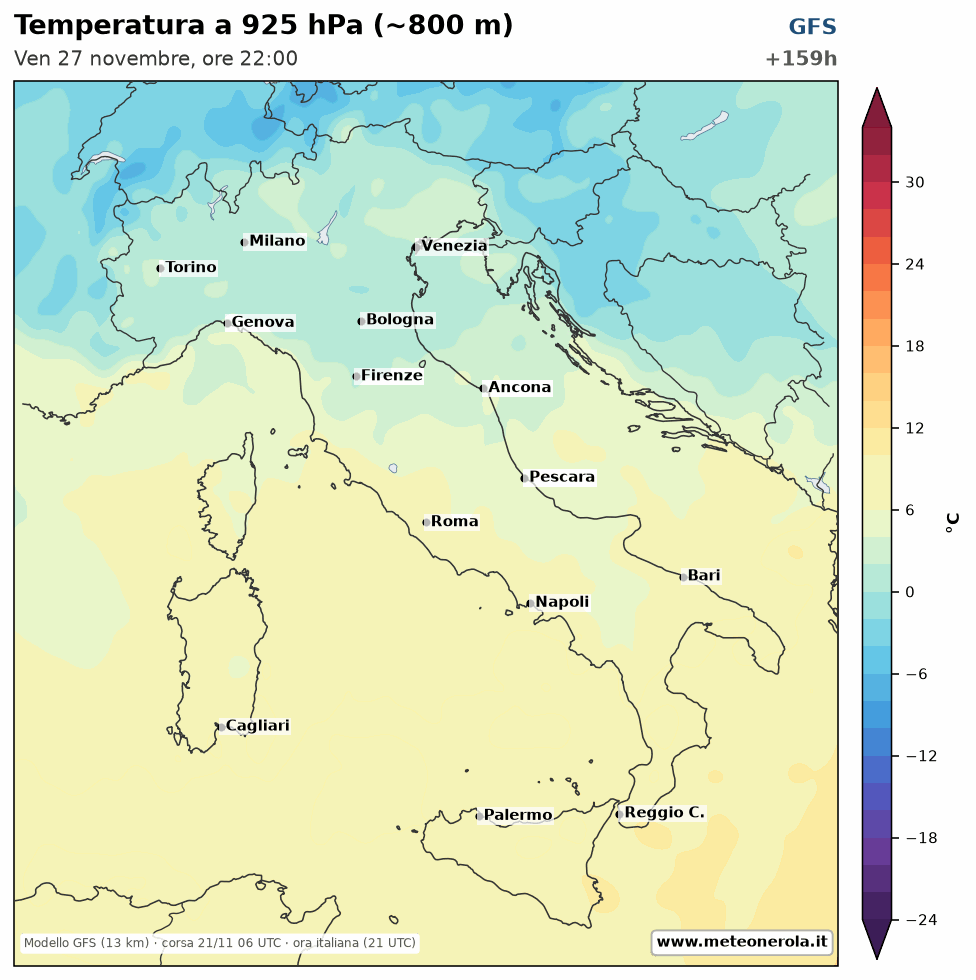 Temperatura a 925 hPa (~800 m)
GFS
Ven 27 novembre, ore 22:00
+159h
Milano
Venezia
Torino
Genova
Bologna
Firenze
Ancona
Pescara
Roma
Bari
Napoli
Cagliari
Palermo
Reggio C.
30
24
18
12
6
0
−6
−12
−18
−24
°C
Modello GFS (13 km) · corsa 21/11 06 UTC · ora italiana (21 UTC)
www.meteonerola.it